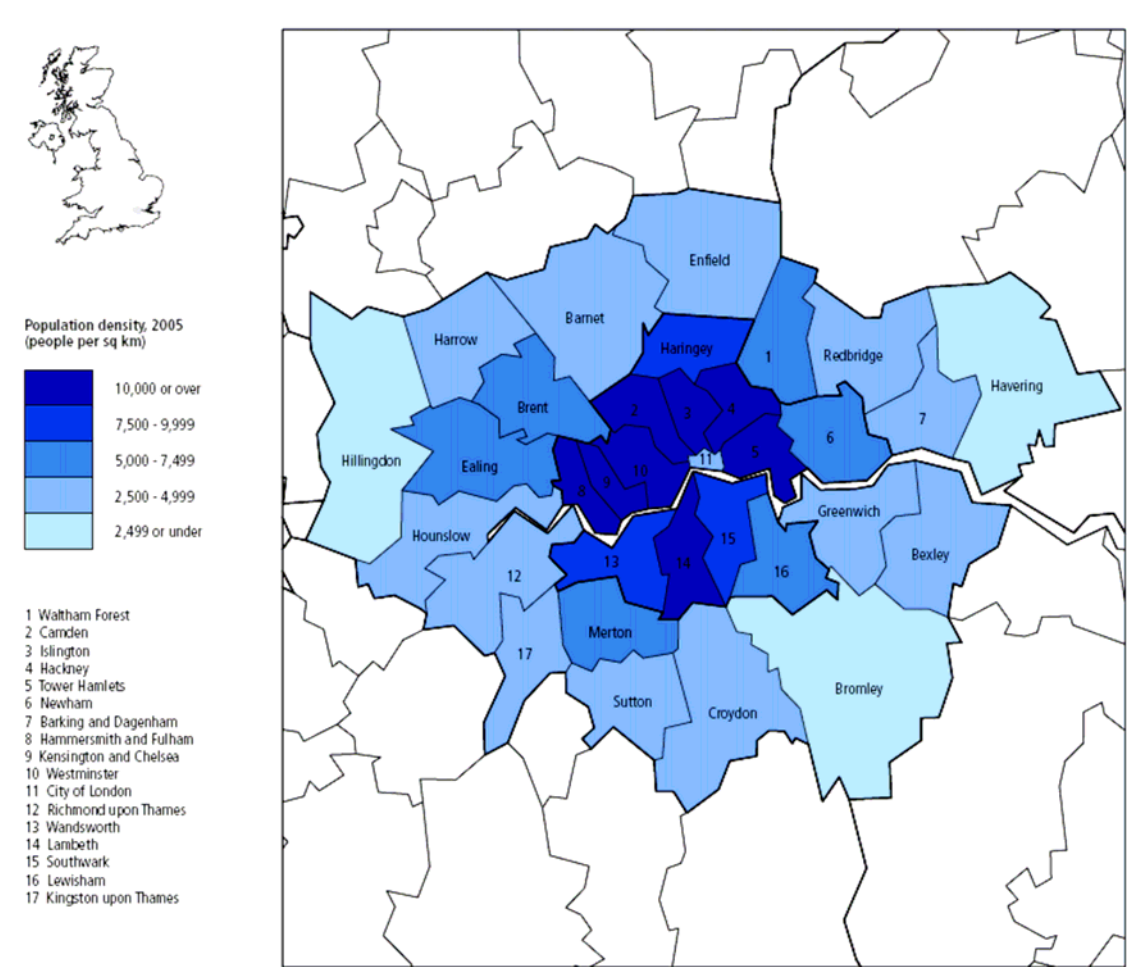 Population density, 2005
(people per sq km)
10,000 or over
7,500 - 9,999
5,000 - 7,499
2,500 - 4,999
2,499 or under
1 Waltham Forest
2 Camden
3 Islington
4 Hackney
5 Tower Hamlets
6 Newham
7 Barking and Dagenham
8 Hammersmith and Fulham
9 Kensington and Chelsea
10 Westminster
11 City of London
12 Richmond upon Thames
13 Wandsworth
14 Lambeth
15 Southwark
16 Lewisham
17 Kingston upon Thames
Enfield
Barnet
Harrow
Haringey
1
Redbridge
Havering
Brent
2
3
4
7
6
Hillingdon
Ealing
11
5
10
9
8
Greenwich
Hounslow
15
Bexley
13
14
12
16
Merton
17
Bromley
Sutton
Croydon